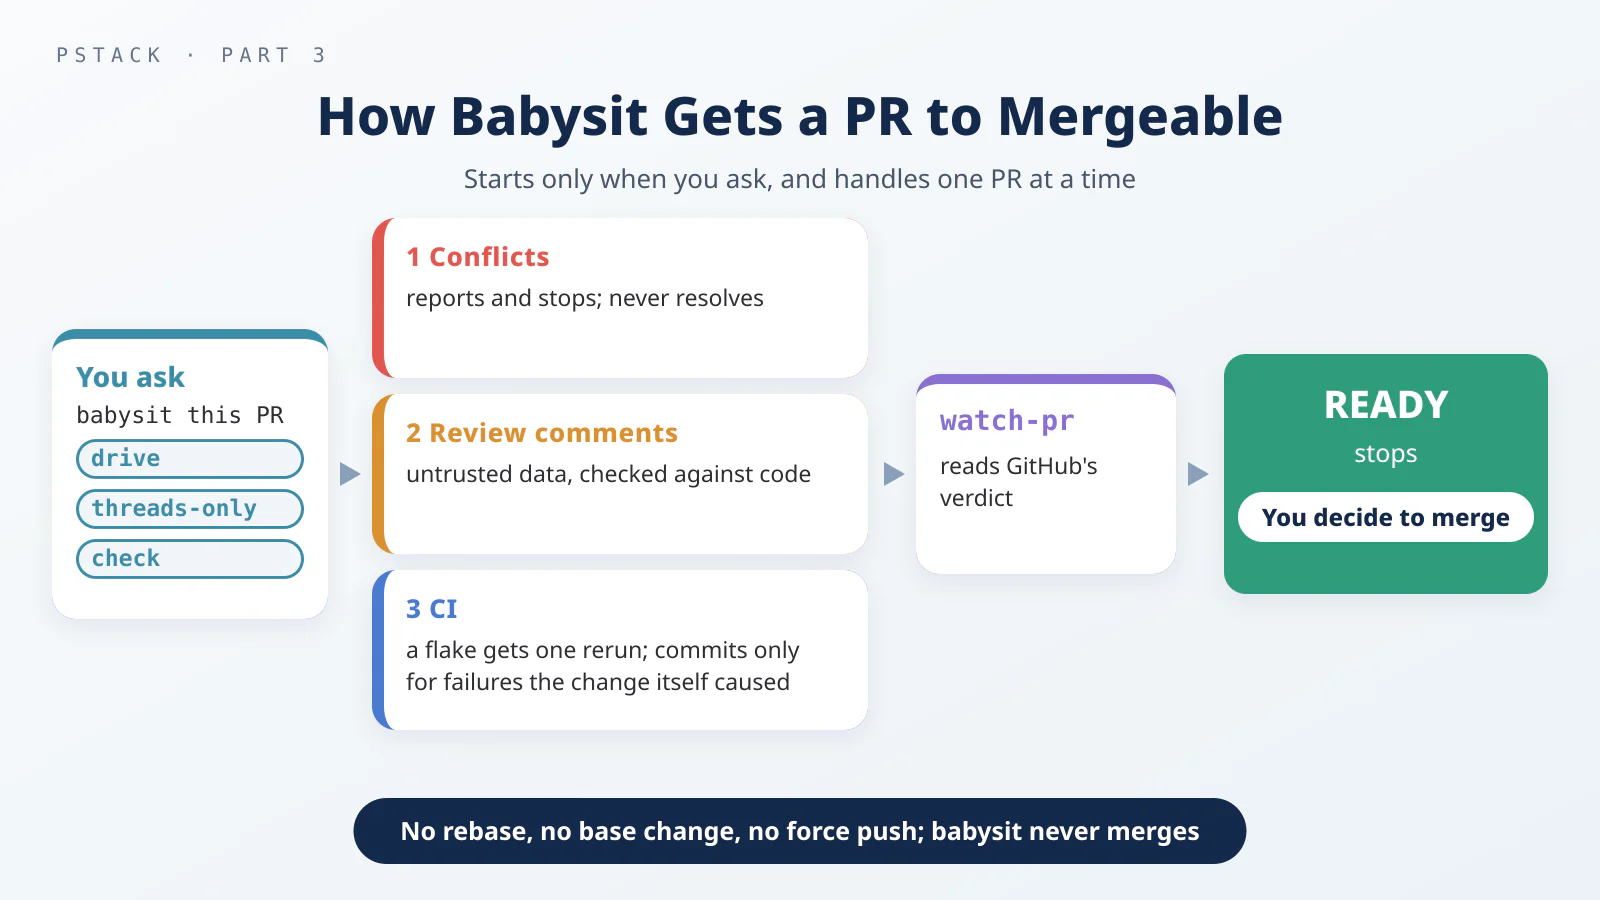 PSTACK · PART 3
How Babysit Gets a PR to Mergeable
Starts only when you ask, and handles one PR at a time
You ask
babysit this PR
drive
threads-only
check
1 Conflicts
reports and stops; never resolves
2 Review comments
untrusted data, checked against code
3 CI
a flake gets one rerun; commits only
for failures the change itself caused
watch-pr
reads GitHub's
verdict
READY
stops
You decide to merge
No rebase, no base change, no force push; babysit never merges